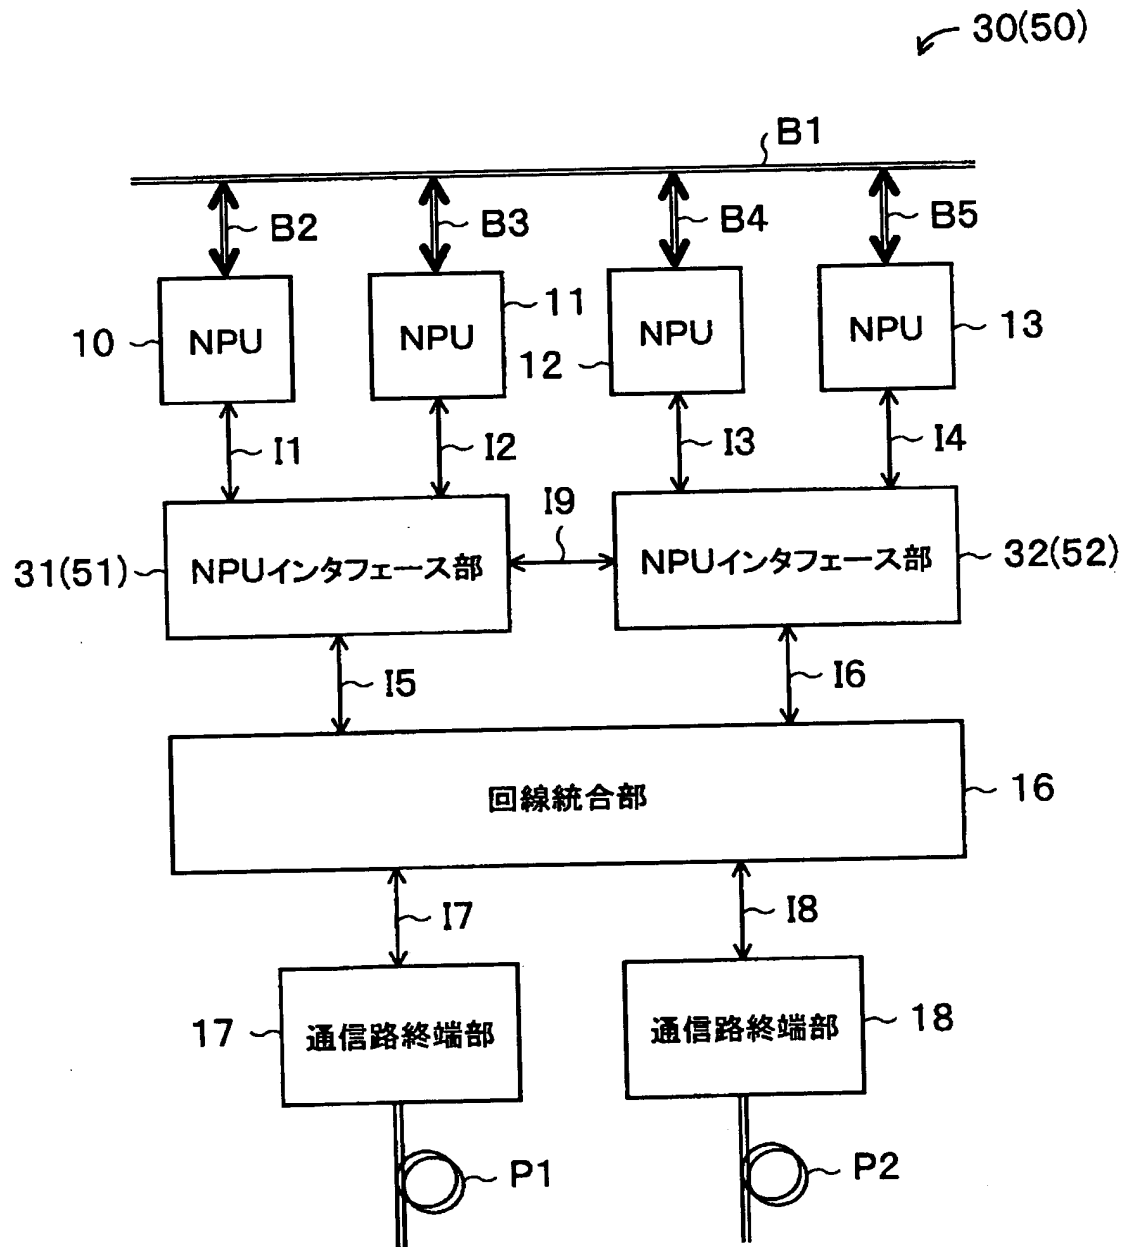 30(50)
B1
B2
B3
B4
B5
10
NPU
NPU
11
12
NPU
NPU
13
I1
I2
I3
I4
I9
31(51)
NPUインタフェース部
NPUインタフェース部
32(52)
I5
I6
回線統合部
16
I7
I8
17
通信路終端部
通信路終端部
18
P1
P2